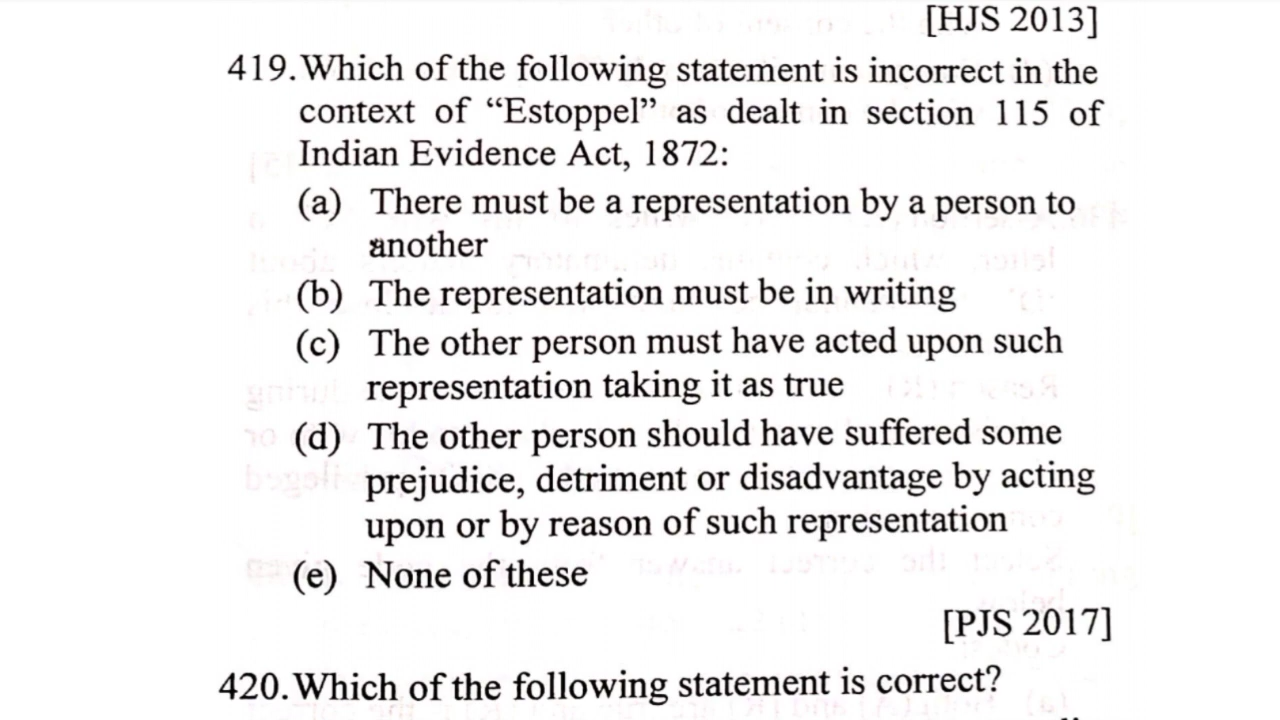 [HJS 2013]
419. Which of the following statement is incorrect in the
context of “Estoppel” as dealt in section 115 of
Indian Evidence Act, 1872:
(a) There must be a representation by a person to
another
(b) The representation must be in writing
(c) The other person must have acted upon such
representation taking it as true
(d) The other person should have suffered some
prejudice, detriment or disadvantage by acting
upon or by reason of such representation
(e) None of these
[PJS 2017]
420. Which of the following statement is correct?